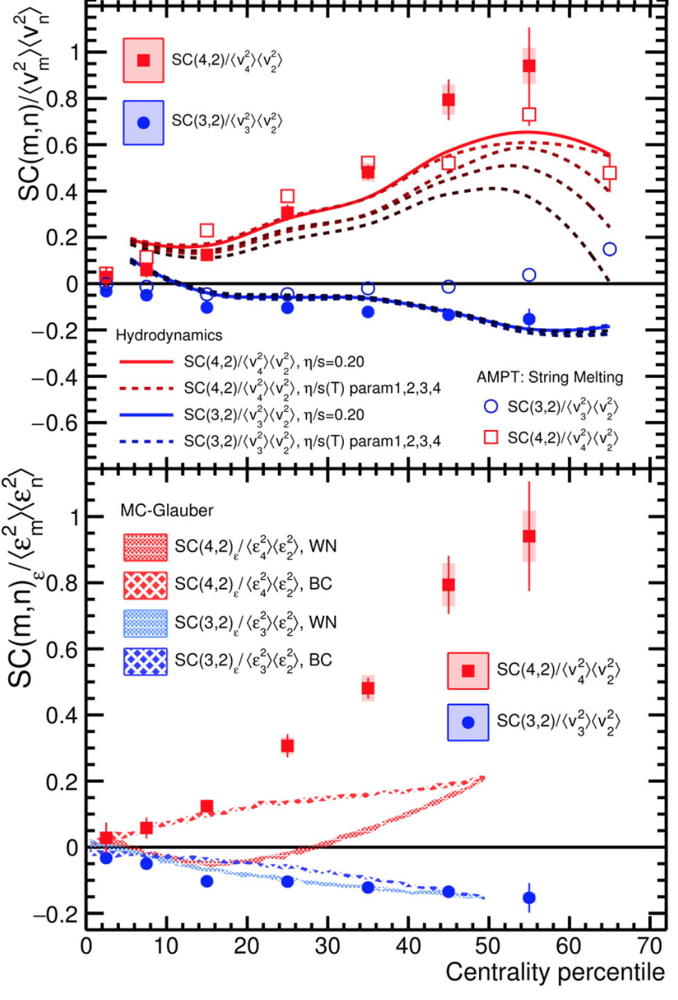 SC(m,n)/⟨v²ₘ⟩⟨v²ₙ⟩
1
0.8
0.6
0.4
0.2
0
−0.2
−0.4
−0.6
SC(4,2)/⟨v²₄⟩⟨v²₂⟩
SC(3,2)/⟨v²₃⟩⟨v²₂⟩
Hydrodynamics
SC(4,2)/⟨v²₄⟩⟨v²₂⟩, η/s=0.20
SC(4,2)/⟨v²₄⟩⟨v²₂⟩, η/s(T) param1,2,3,4
SC(3,2)/⟨v²₃⟩⟨v²₂⟩, η/s=0.20
SC(3,2)/⟨v²₃⟩⟨v²₂⟩, η/s(T) param1,2,3,4
AMPT: String Melting
SC(3,2)/⟨v²₃⟩⟨v²₂⟩
SC(4,2)/⟨v²₄⟩⟨v²₂⟩
SC(m,n)_ε/⟨ε²ₘ⟩⟨ε²ₙ⟩
1
0.8
0.6
0.4
0.2
0
−0.2
MC-Glauber
SC(4,2)_ε/⟨ε²₄⟩⟨ε²₂⟩, WN
SC(4,2)_ε/⟨ε²₄⟩⟨ε²₂⟩, BC
SC(3,2)_ε/⟨ε²₃⟩⟨ε²₂⟩, WN
SC(3,2)_ε/⟨ε²₃⟩⟨ε²₂⟩, BC
SC(4,2)/⟨v²₄⟩⟨v²₂⟩
SC(3,2)/⟨v²₃⟩⟨v²₂⟩
0 10 20 30 40 50 60 70
Centrality percentile